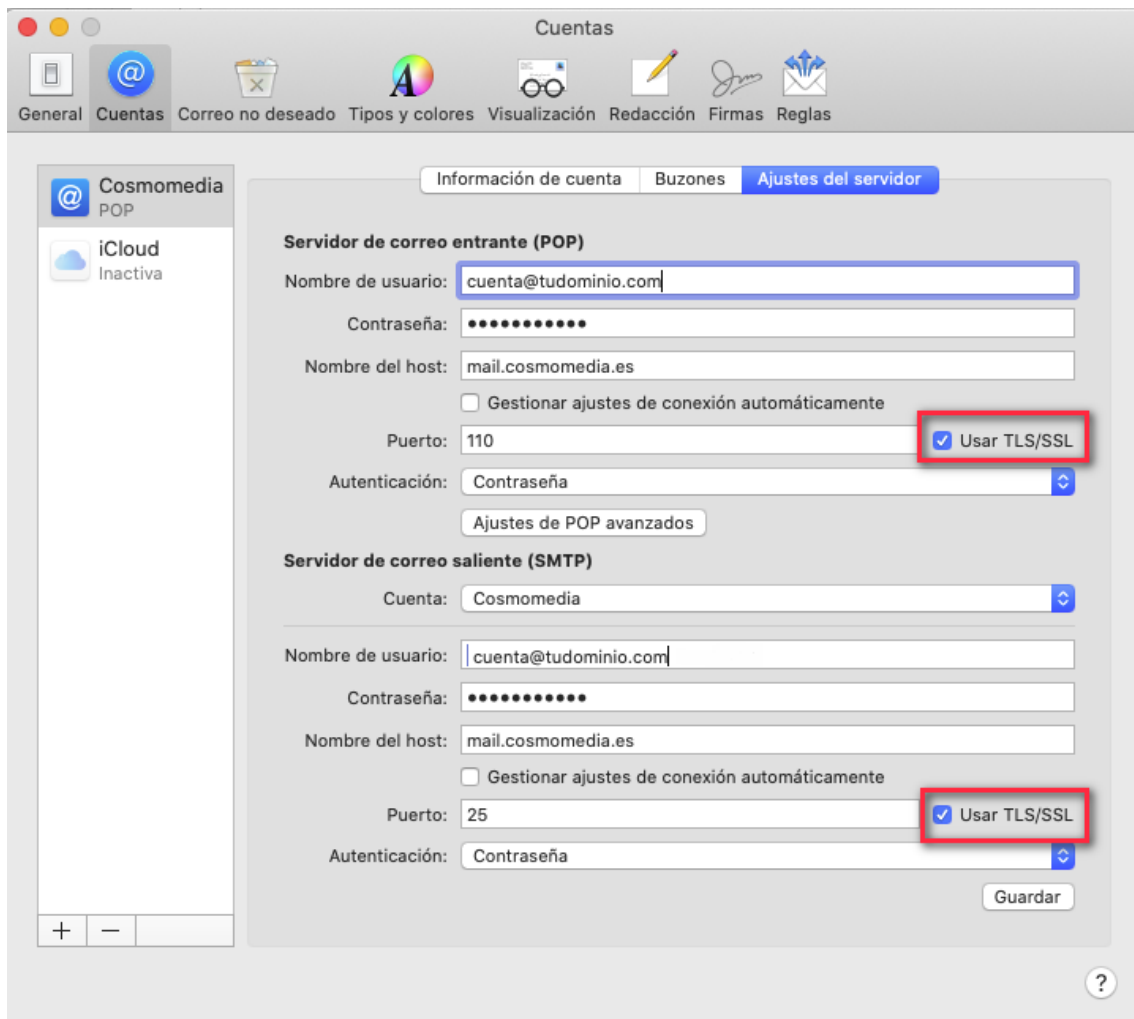 Cuentas
General Cuentas Correo no deseado Tipos y colores Visualización Redacción Firmas Reglas
Cosmomedia
POP
iCloud
Inactiva
Información de cuenta Buzones Ajustes del servidor
Servidor de correo entrante (POP)
Nombre de usuario: cuenta@tudominio.com
Contraseña: •••••••••••
Nombre del host: mail.cosmomedia.es
Gestionar ajustes de conexión automáticamente
Puerto: 110 Usar TLS/SSL
Autenticación: Contraseña
Ajustes de POP avanzados
Servidor de correo saliente (SMTP)
Cuenta: Cosmomedia
Nombre de usuario: cuenta@tudominio.com
Contraseña: •••••••••••
Nombre del host: mail.cosmomedia.es
Gestionar ajustes de conexión automáticamente
Puerto: 25 Usar TLS/SSL
Autenticación: Contraseña
Guardar
+ −
?